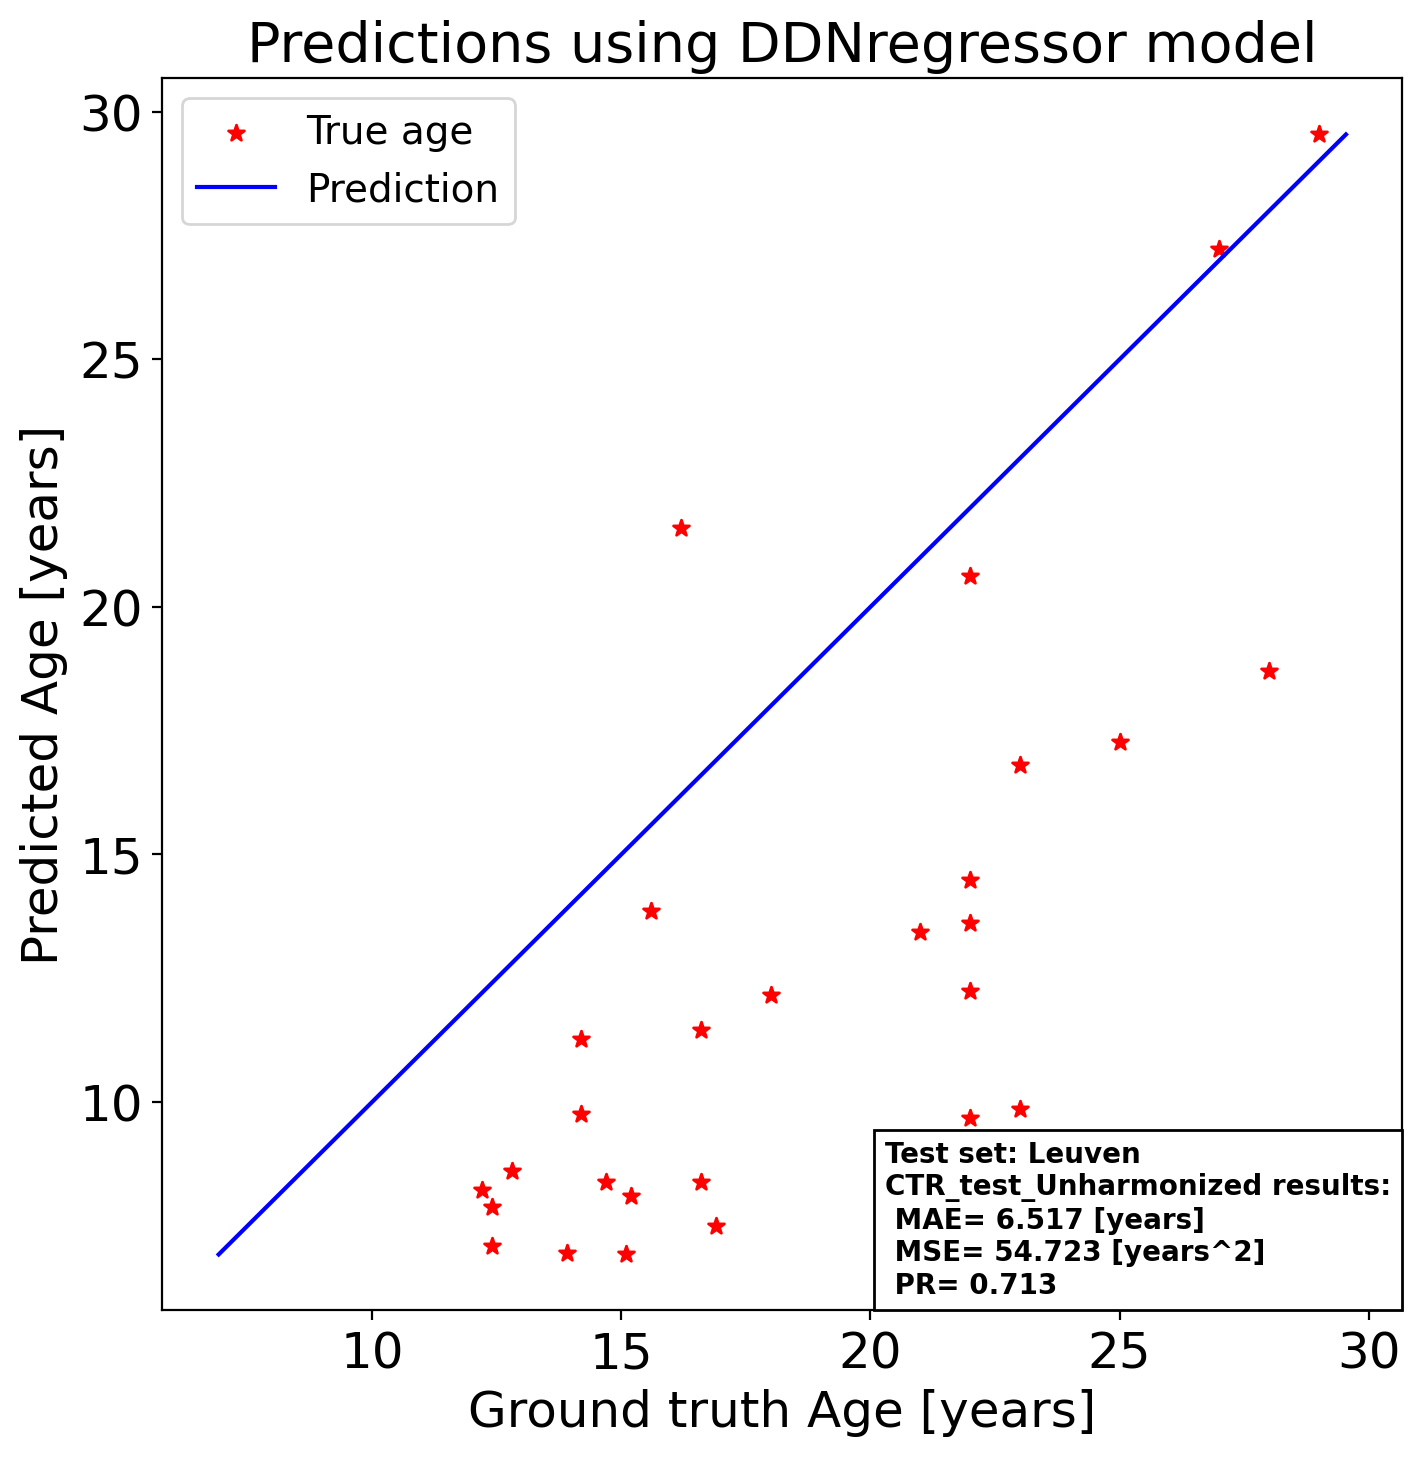 Predictions using DDNregressor model
True age
Prediction
Predicted Age [years]
30
25
20
15
10
Test set: Leuven
CTR_test_Unharmonized results:
MAE= 6.517 [years]
MSE= 54.723 [years^2]
PR= 0.713
10
15
20
25
30
Ground truth Age [years]